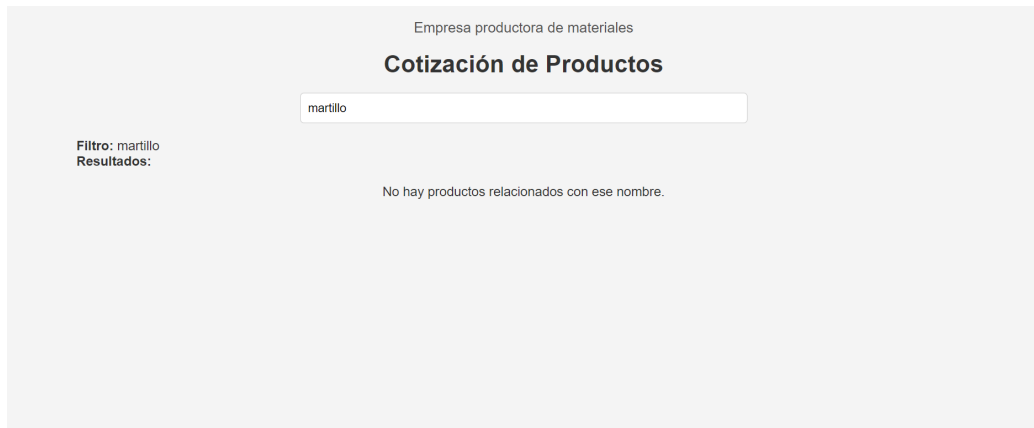 Empresa productora de materiales
Cotización de Productos
martillo
Filtro: martillo
Resultados:
No hay productos relacionados con ese nombre.